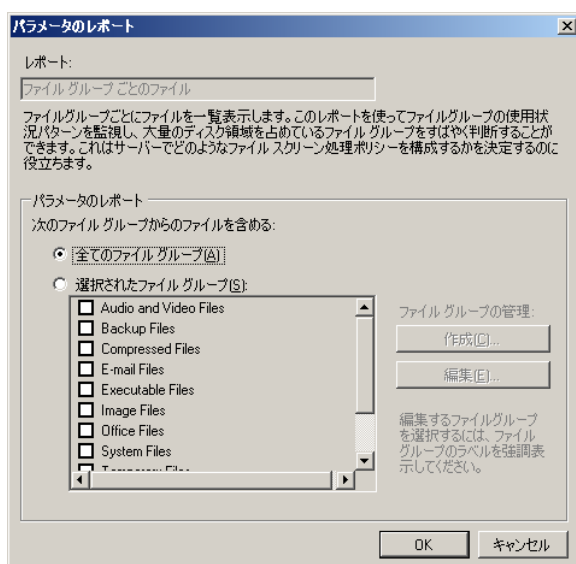 パラメータのレポート
レポート:
ファイル グループ ごとのファイル
ファイルグループごとにファイルを一覧表示します。このレポートを使ってファイルグループの使用状
況パターンを監視し、大量のディスク領域を占めているファイル グループをすばやく判断することが
できます。これはサーバーでどのようなファイル スクリーン処理ポリシーを構成するかを決定するのに
役立ちます。
パラメータのレポート
次のファイル グループからのファイルを含める:
全てのファイル グループ(A)
選択されたファイル グループ(S):
Audio and Video Files
Backup Files
Compressed Files
E-mail Files
Executable Files
Image Files
Office Files
System Files
Temporary Files
ファイル グループの管理:
作成(C)...
編集(E)...
編集するファイルグループ
を選択するには、ファイル
グループのラベルを強調表
示してください。
OK
キャンセル